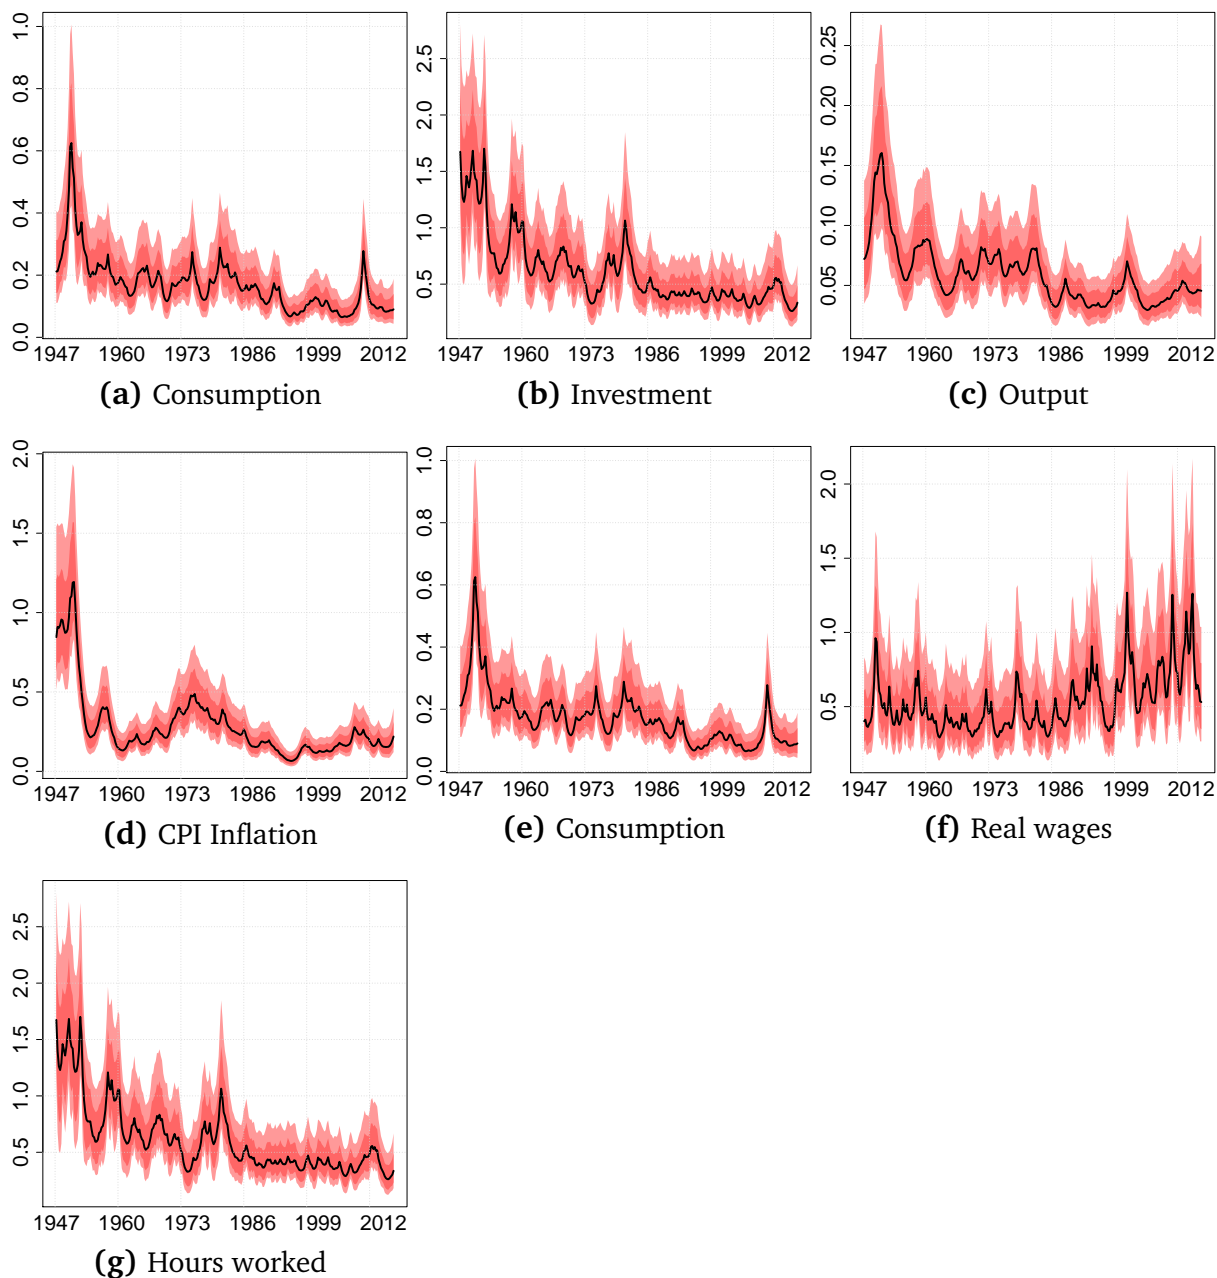 0.0 0.2 0.4 0.6 0.8 1.0
1947 1960 1973 1986 1999 2012
(a) Consumption
0.5 1.0 1.5 2.0 2.5
1947 1960 1973 1986 1999 2012
(b) Investment
0.05 0.10 0.15 0.20 0.25
1947 1960 1973 1986 1999 2012
(c) Output
0.0 0.5 1.0 1.5 2.0
1947 1960 1973 1986 1999 2012
(d) CPI Inflation
0.0 0.2 0.4 0.6 0.8 1.0
1947 1960 1973 1986 1999 2012
(e) Consumption
0.5 1.0 1.5 2.0
1947 1960 1973 1986 1999 2012
(f) Real wages
0.5 1.0 1.5 2.0 2.5
1947 1960 1973 1986 1999 2012
(g) Hours worked